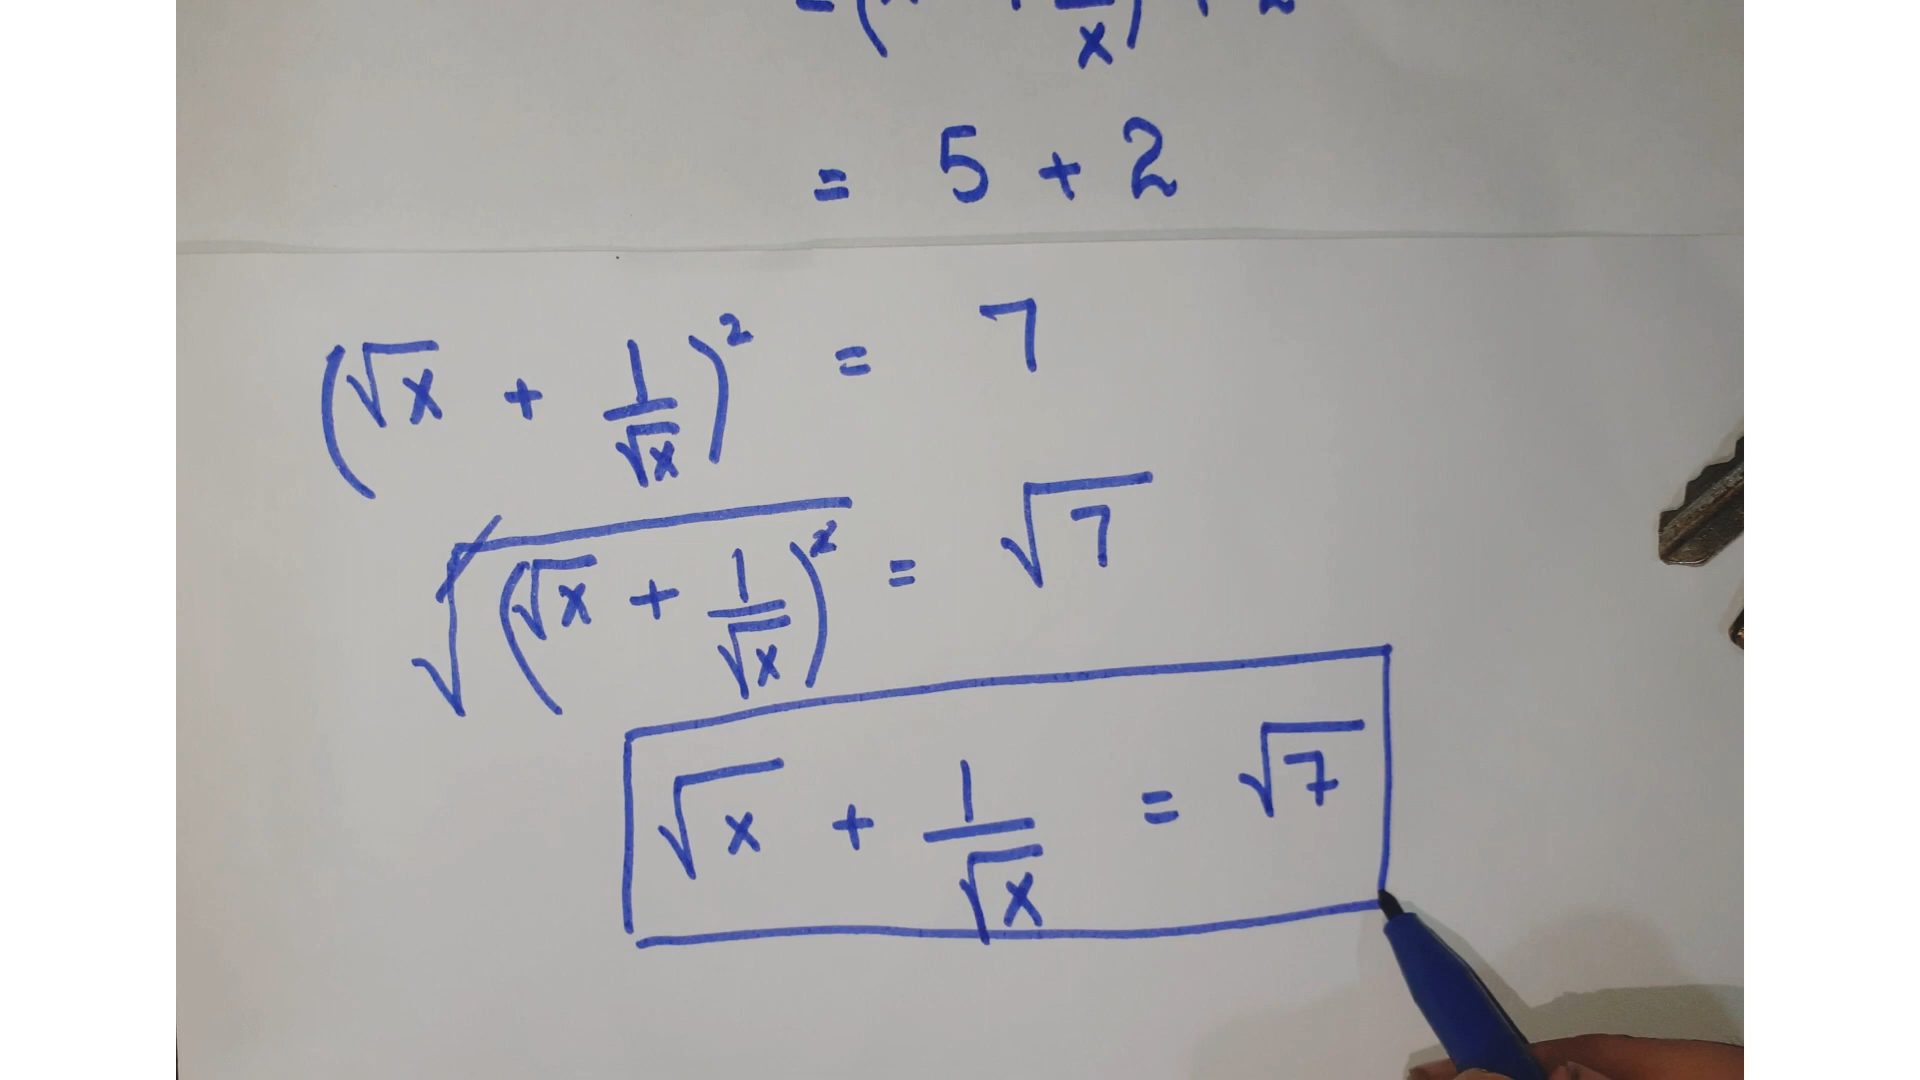 x
= 5 + 2
(√x + 1/√x)² = 7
√(√x + 1/√x)² = √7
√x + 1/√x = √7